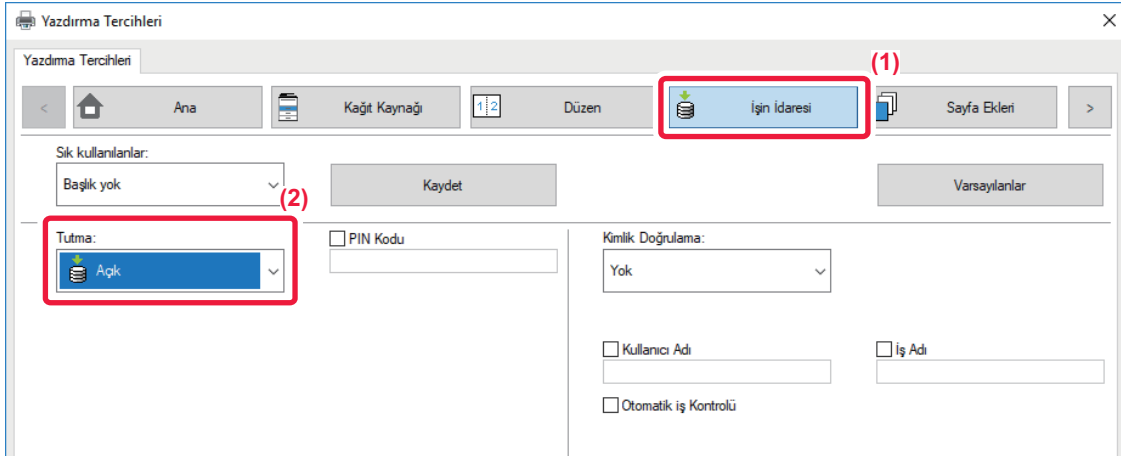 Yazdırma Tercihleri
Yazdırma Tercihleri
(1)
<
Ana
Kağıt Kaynağı
1 2
Düzen
İşin İdaresi
Sayfa Ekleri
>
Sık kullanılanlar:
Başlık yok
Kaydet
Varsayılanlar
(2)
Tutma:
Açık
PIN Kodu
Kimlik Doğrulama:
Yok
Kullanıcı Adı
İş Adı
Otomatik iş Kontrolü